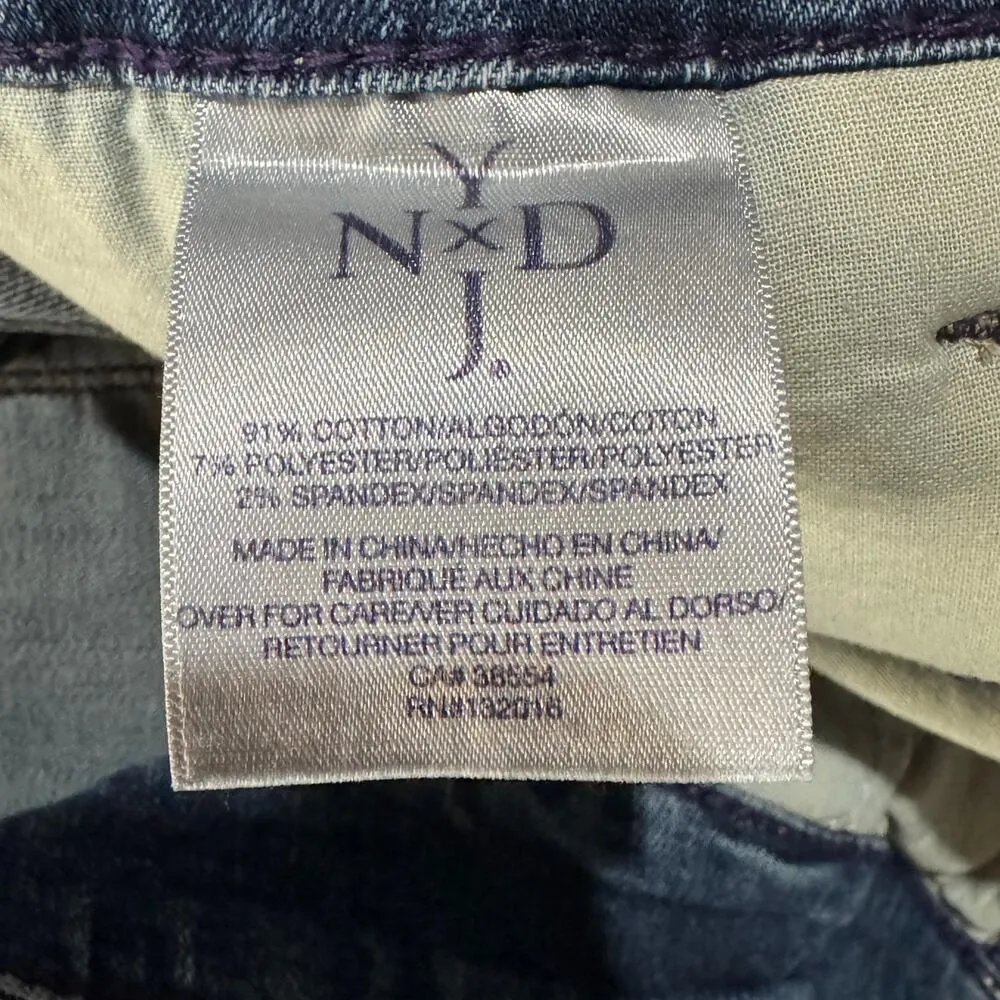 Y
N×D
J®
91% COTTON/ALGODÓN/COTON
7% POLYESTER/POLIÉSTER/POLYESTER
2% SPANDEX/SPANDEX/SPANDEX
MADE IN CHINA/HECHO EN CHINA/
FABRIQUÉ AUX CHINE
OVER FOR CARE/VER CUIDADO AL DORSO/
RETOURNER POUR ENTRETIEN
CA# 38554
RN#132016